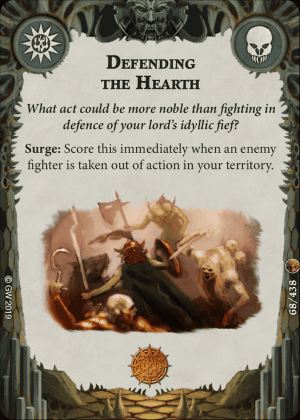 Defending
the Hearth
What act could be more noble than fighting in
defence of your lord's idyllic fief?
Surge: Score this immediately when an enemy
fighter is taken out of action in your territory.
© GW 2019
68/438